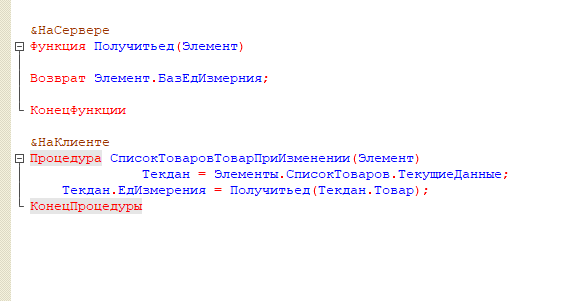 &НаСервере
Функция Получитьед(Элемент)
Возврат Элемент.БазЕдИзмерния;
КонецФункции
&НаКлиенте
Процедура СписокТоваровТоварПриИзменении(Элемент)
Текдан = Элементы.СписокТоваров.ТекущиеДанные;
Текдан.ЕдИзмерения = Получитьед(Текдан.Товар);
КонецПроцедуры